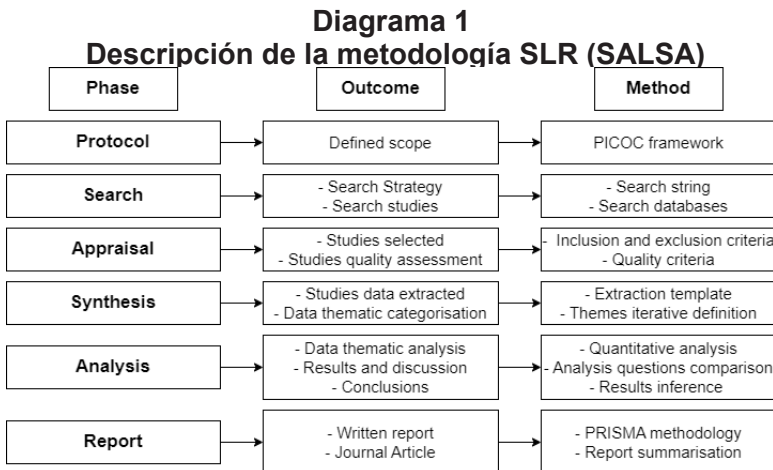 Diagrama 1
Descripción de la metodología SLR (SALSA)
Phase
Outcome
Method
Protocol
Defined scope
PICOC framework
Search
- Search Strategy
- Search studies
- Search string
- Search databases
Appraisal
- Studies selected
- Studies quality assessment
- Inclusion and exclusion criteria
- Quality criteria
Synthesis
- Studies data extracted
- Data thematic categorisation
- Extraction template
- Themes iterative definition
Analysis
- Data thematic analysis
- Results and discussion
- Conclusions
- Quantitative analysis
- Analysis questions comparison
- Results inference
Report
- Written report
- Journal Article
- PRISMA methodology
- Report summarisation